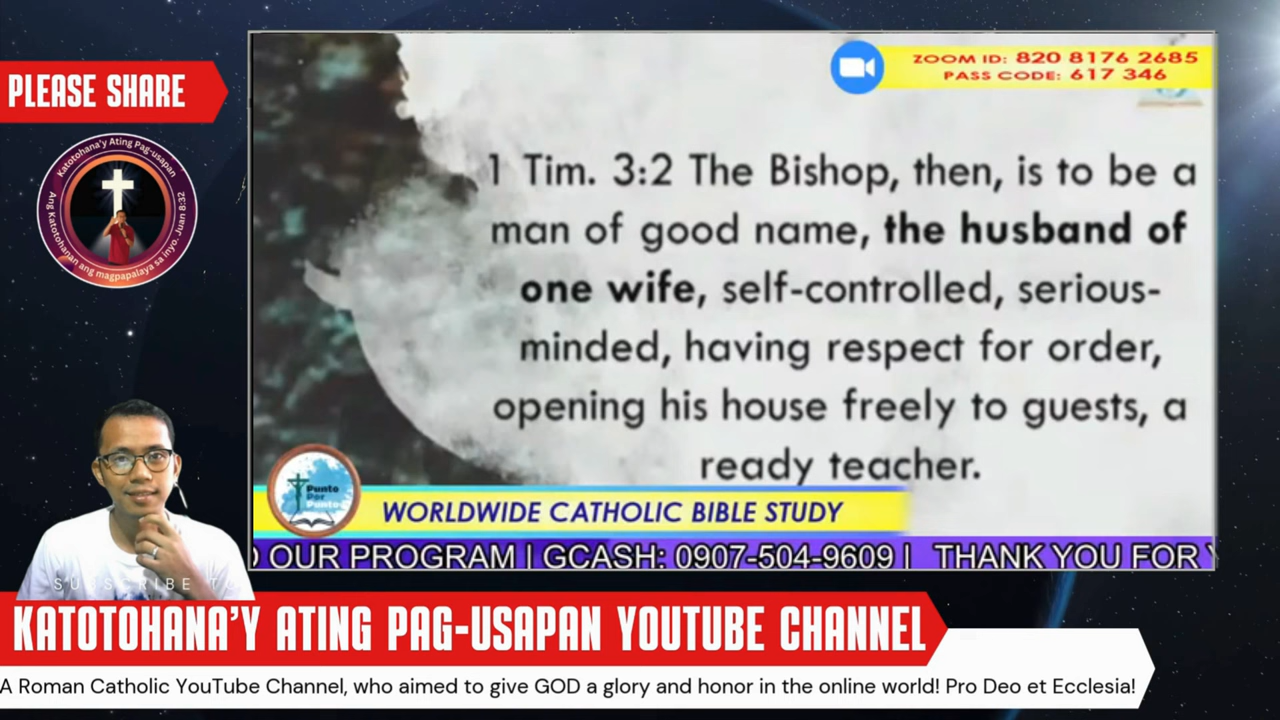 PLEASE SHARE
Katotohana'y Ating Pag-usapan
Ang Katotohanan ang magpapalaya sa inyo. Juan 8:32
ZOOM ID: 820 8176 2685
PASS CODE: 617 346
1 Tim. 3:2 The Bishop, then, is to be a
man of good name, the husband of
one wife, self-controlled, serious-
minded, having respect for order,
opening his house freely to guests, a
ready teacher.
Punto
Por
Punto
WORLDWIDE CATHOLIC BIBLE STUDY
OUR PROGRAM | GCASH: 0907-504-9609 | THANK YOU FOR
SUBSCRIBE TO
KATOTOHANA'Y ATING PAG-USAPAN YOUTUBE CHANNEL
A Roman Catholic YouTube Channel, who aimed to give GOD a glory and honor in the online world! Pro Deo et Ecclesia!